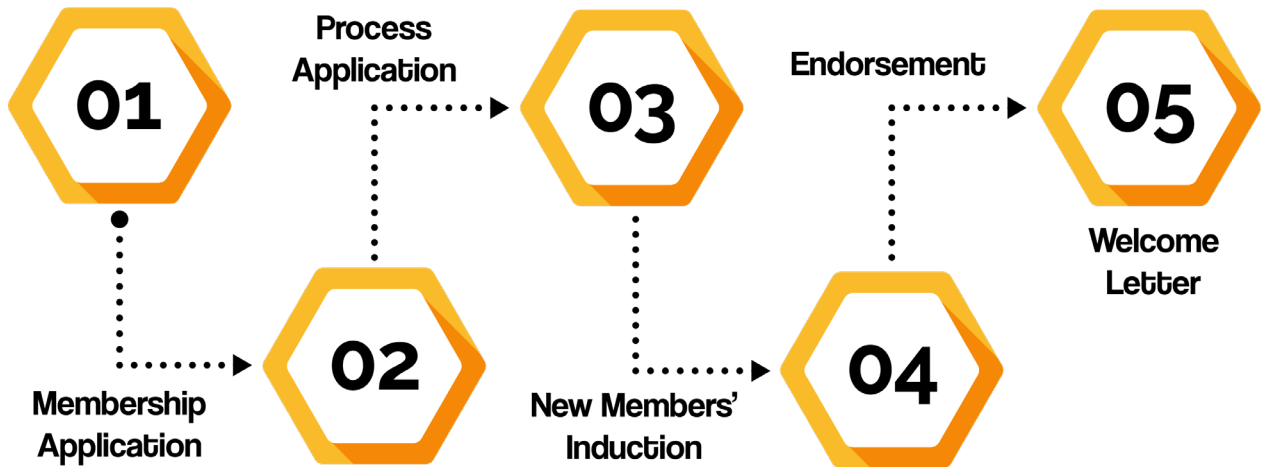 01
Membership
Application
02
Process
Application
03
New Members’
Induction
04
Endorsement
05
Welcome
Letter